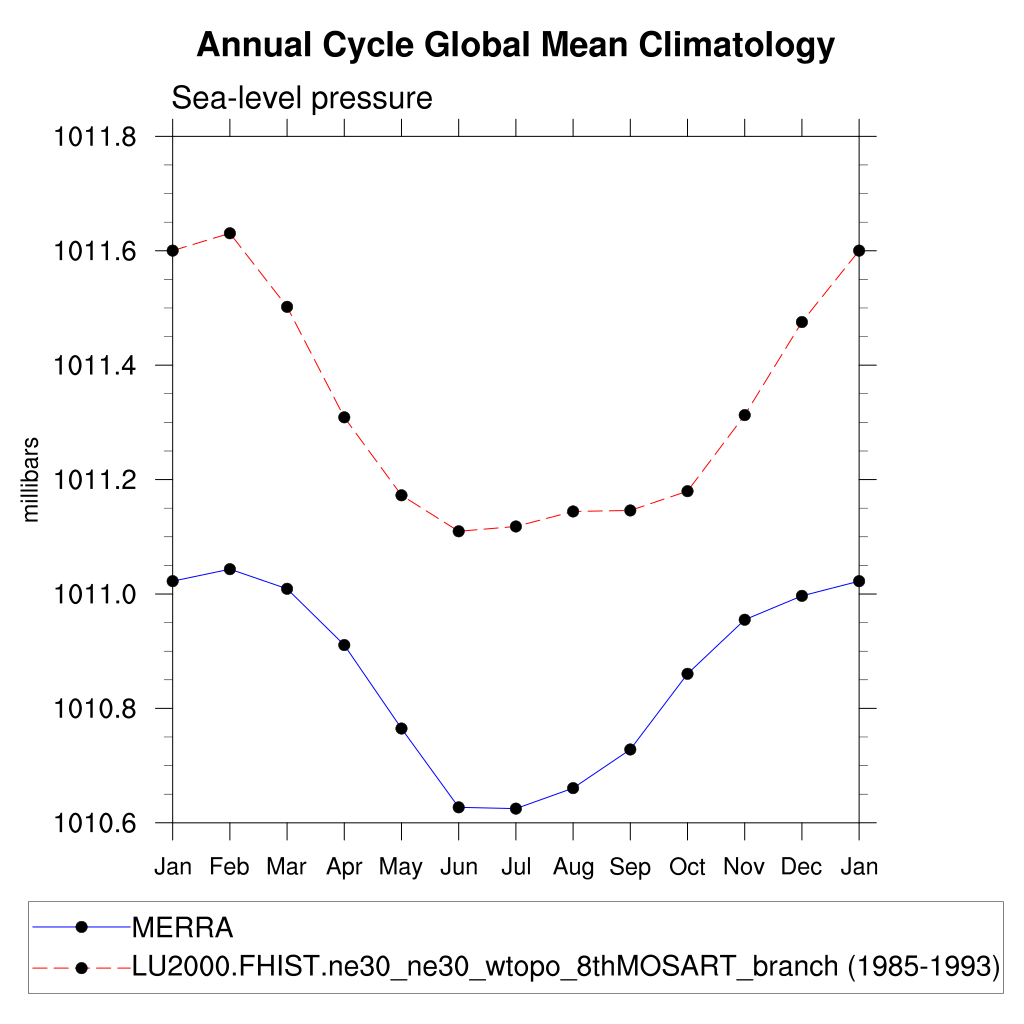 Annual Cycle Global Mean Climatology
Sea-level pressure
1011.8
1011.6
1011.4
1011.2
1011.0
1010.8
1010.6
millibars
Jan Feb Mar Apr May Jun Jul Aug Sep Oct Nov Dec Jan
MERRA
LU2000.FHIST.ne30_ne30_wtopo_8thMOSART_branch (1985-1993)